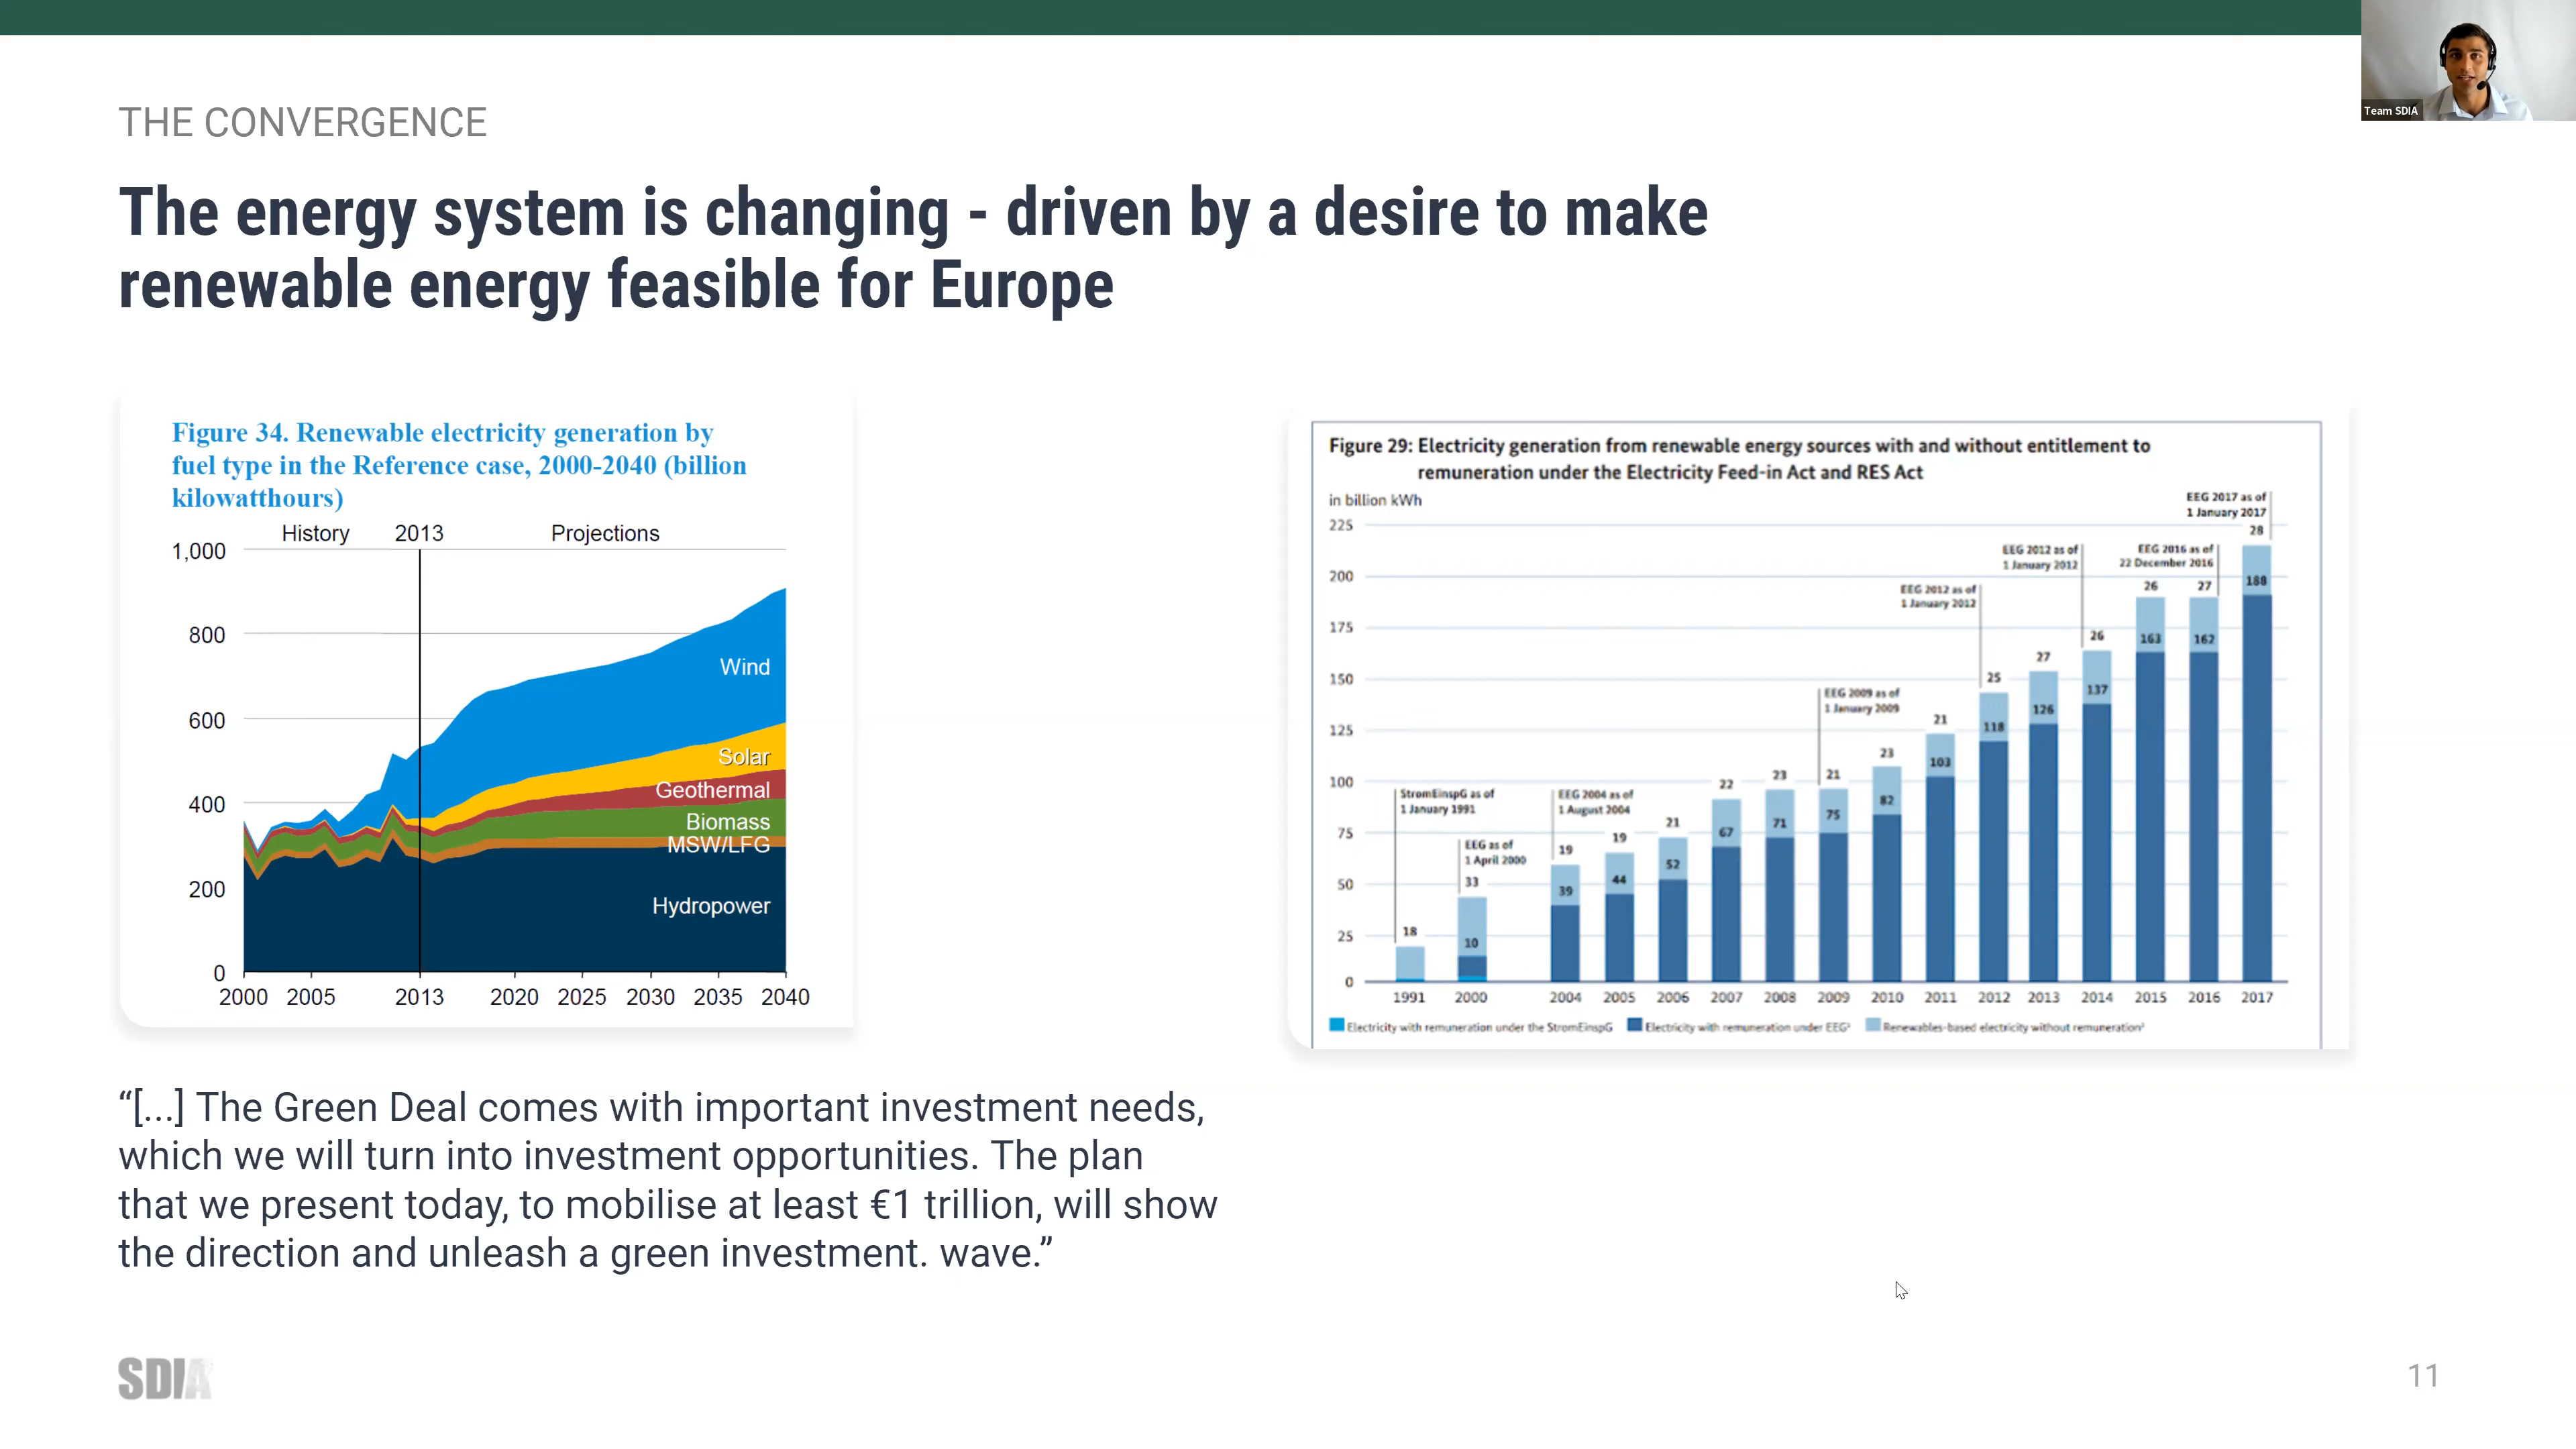 Team SDIA
THE CONVERGENCE
The energy system is changing - driven by a desire to make
renewable energy feasible for Europe
Figure 34. Renewable electricity generation by
fuel type in the Reference case, 2000-2040 (billion
kilowatthours)
History 2013 Projections
1,000
800
600
400
200
0
Wind
Solar
Geothermal
Biomass
MSW/LFG
Hydropower
2000 2005 2013 2020 2025 2030 2035 2040
Figure 29: Electricity generation from renewable energy sources with and without entitlement to
remuneration under the Electricity Feed-in Act and RES Act
in billion kWh
225
200
175
150
125
100
75
50
25
0
StromEinspG as of
1 January 1991
EEG as of
1 April 2000
EEG 2004 as of
1 August 2004
EEG 2009 as of
1 January 2009
EEG 2012 as of
1 January 2012
EEG 2012 as of
1 January 2012
EEG 2016 as of
22 December 2016
EEG 2017 as of
1 January 2017
18 33 19 19 21 22 23 21 23 21 25 27 26 26 27 28
10 39 44 52 67 71 75 82 103 118 126 137 163 162 188
1991 2000 2004 2005 2006 2007 2008 2009 2010 2011 2012 2013 2014 2015 2016 2017
Electricity with remuneration under the StromEinspG Electricity with remuneration under EEG¹ Renewables-based electricity without remuneration²
“[...] The Green Deal comes with important investment needs,
which we will turn into investment opportunities. The plan
that we present today, to mobilise at least €1 trillion, will show
the direction and unleash a green investment. wave.”
SDIA
11